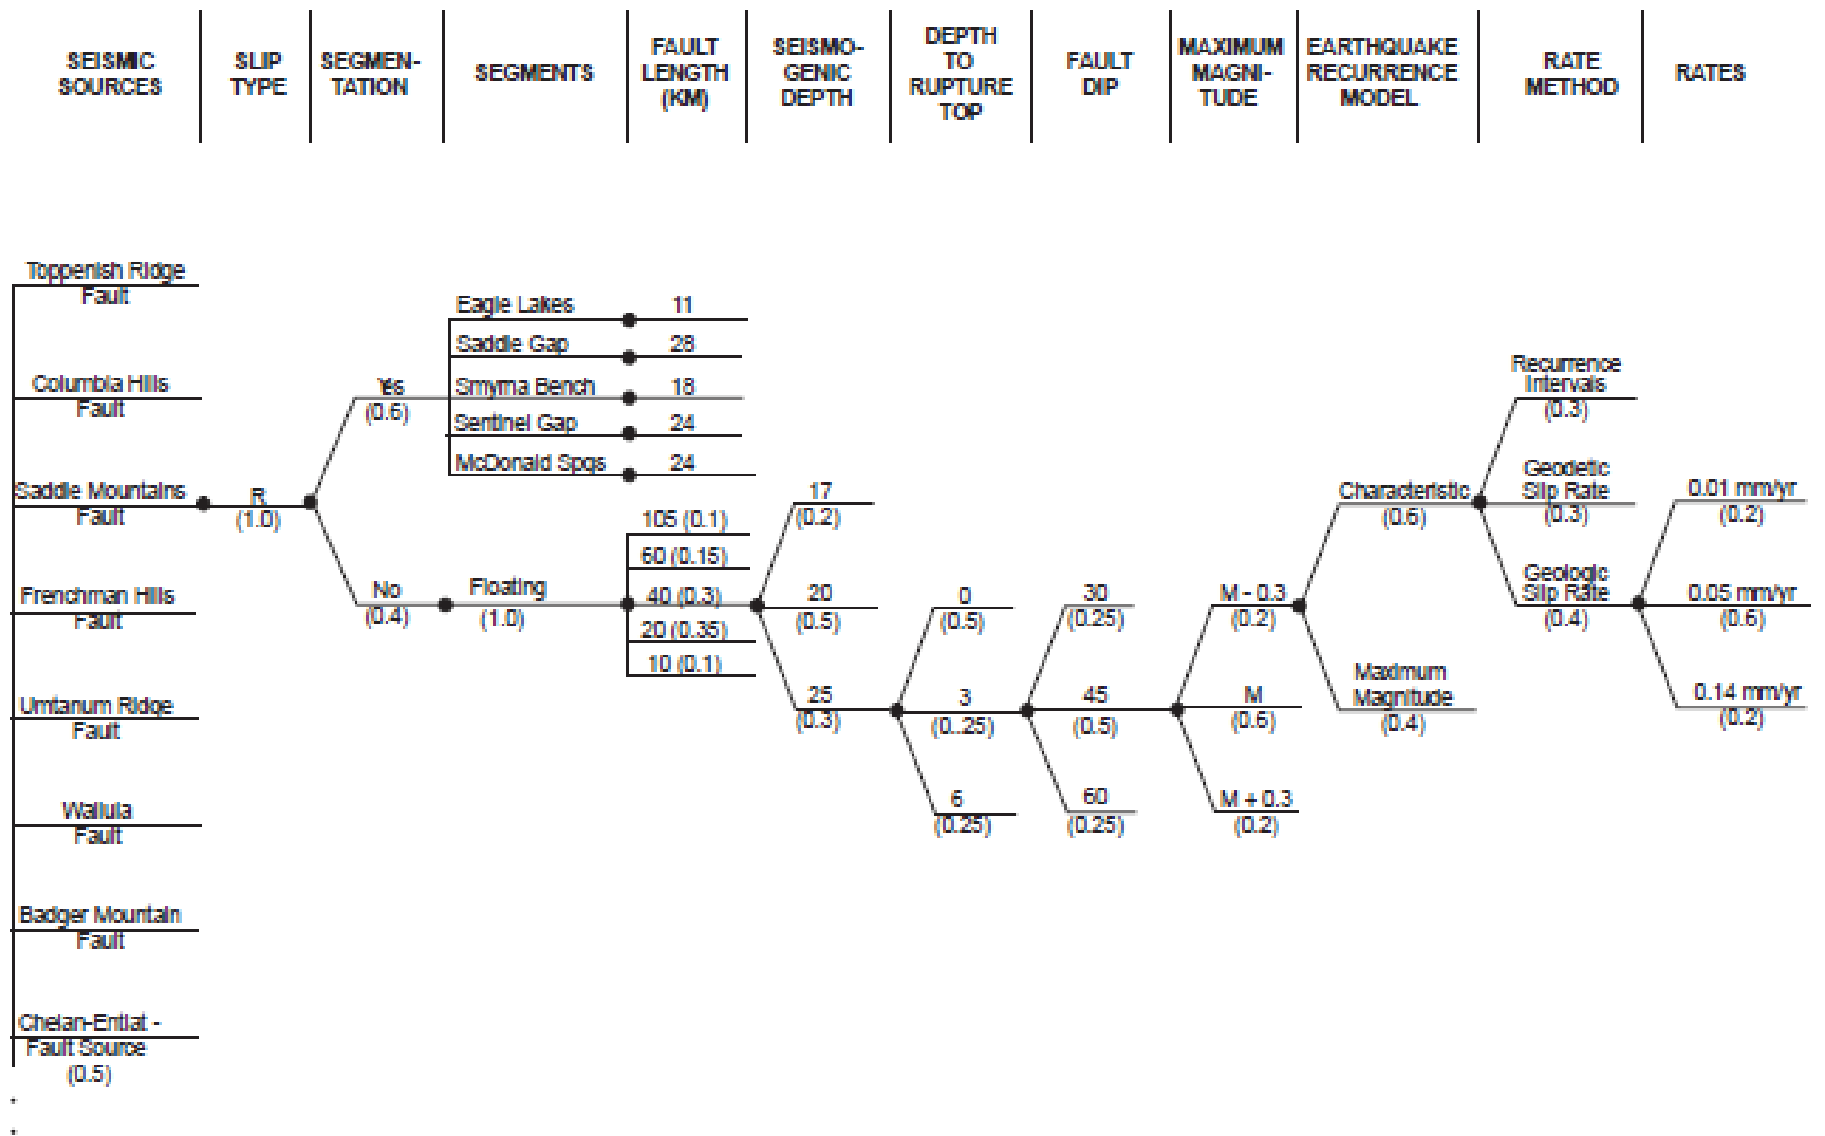 SEISMIC
SOURCES
SLIP
TYPE
SEGMEN-
TATION
SEGMENTS
FAULT
LENGTH
(KM)
SEISMO-
GENIC
DEPTH
DEPTH
TO
RUPTURE
TOP
FAULT
DIP
MAXIMUM
MAGNI-
TUDE
EARTHQUAKE
RECURRENCE
MODEL
RATE
METHOD
RATES
Toppenish Ridge
Fault
Columbia Hills
Fault
Saddle Mountains
Fault
Frenchman Hills
Fault
Umtanum Ridge
Fault
Wallula
Fault
Badger Mountain
Fault
Chelan-Entiat -
Fault Source
(0.5)
R
(1.0)
Yes
(0.6)
No
(0.4)
Eagle Lakes
Saddle Gap
Smyrna Bench
Sentinel Gap
McDonald Spgs
Floating
(1.0)
11
28
18
24
24
105 (0.1)
60 (0.15)
40 (0.3)
20 (0.35)
10 (0.1)
17
(0.2)
20
(0.5)
25
(0.3)
0
(0.5)
3
(0..25)
6
(0.25)
30
(0.25)
45
(0.5)
60
(0.25)
M - 0.3
(0.2)
M
(0.6)
M + 0.3
(0.2)
Characteristic
(0.6)
Maximum
Magnitude
(0.4)
Recurrence
Intervals
(0.3)
Geodetic
Slip Rate
(0.3)
Geologic
Slip Rate
(0.4)
0.01 mm/yr
(0.2)
0.05 mm/yr
(0.6)
0.14 mm/yr
(0.2)